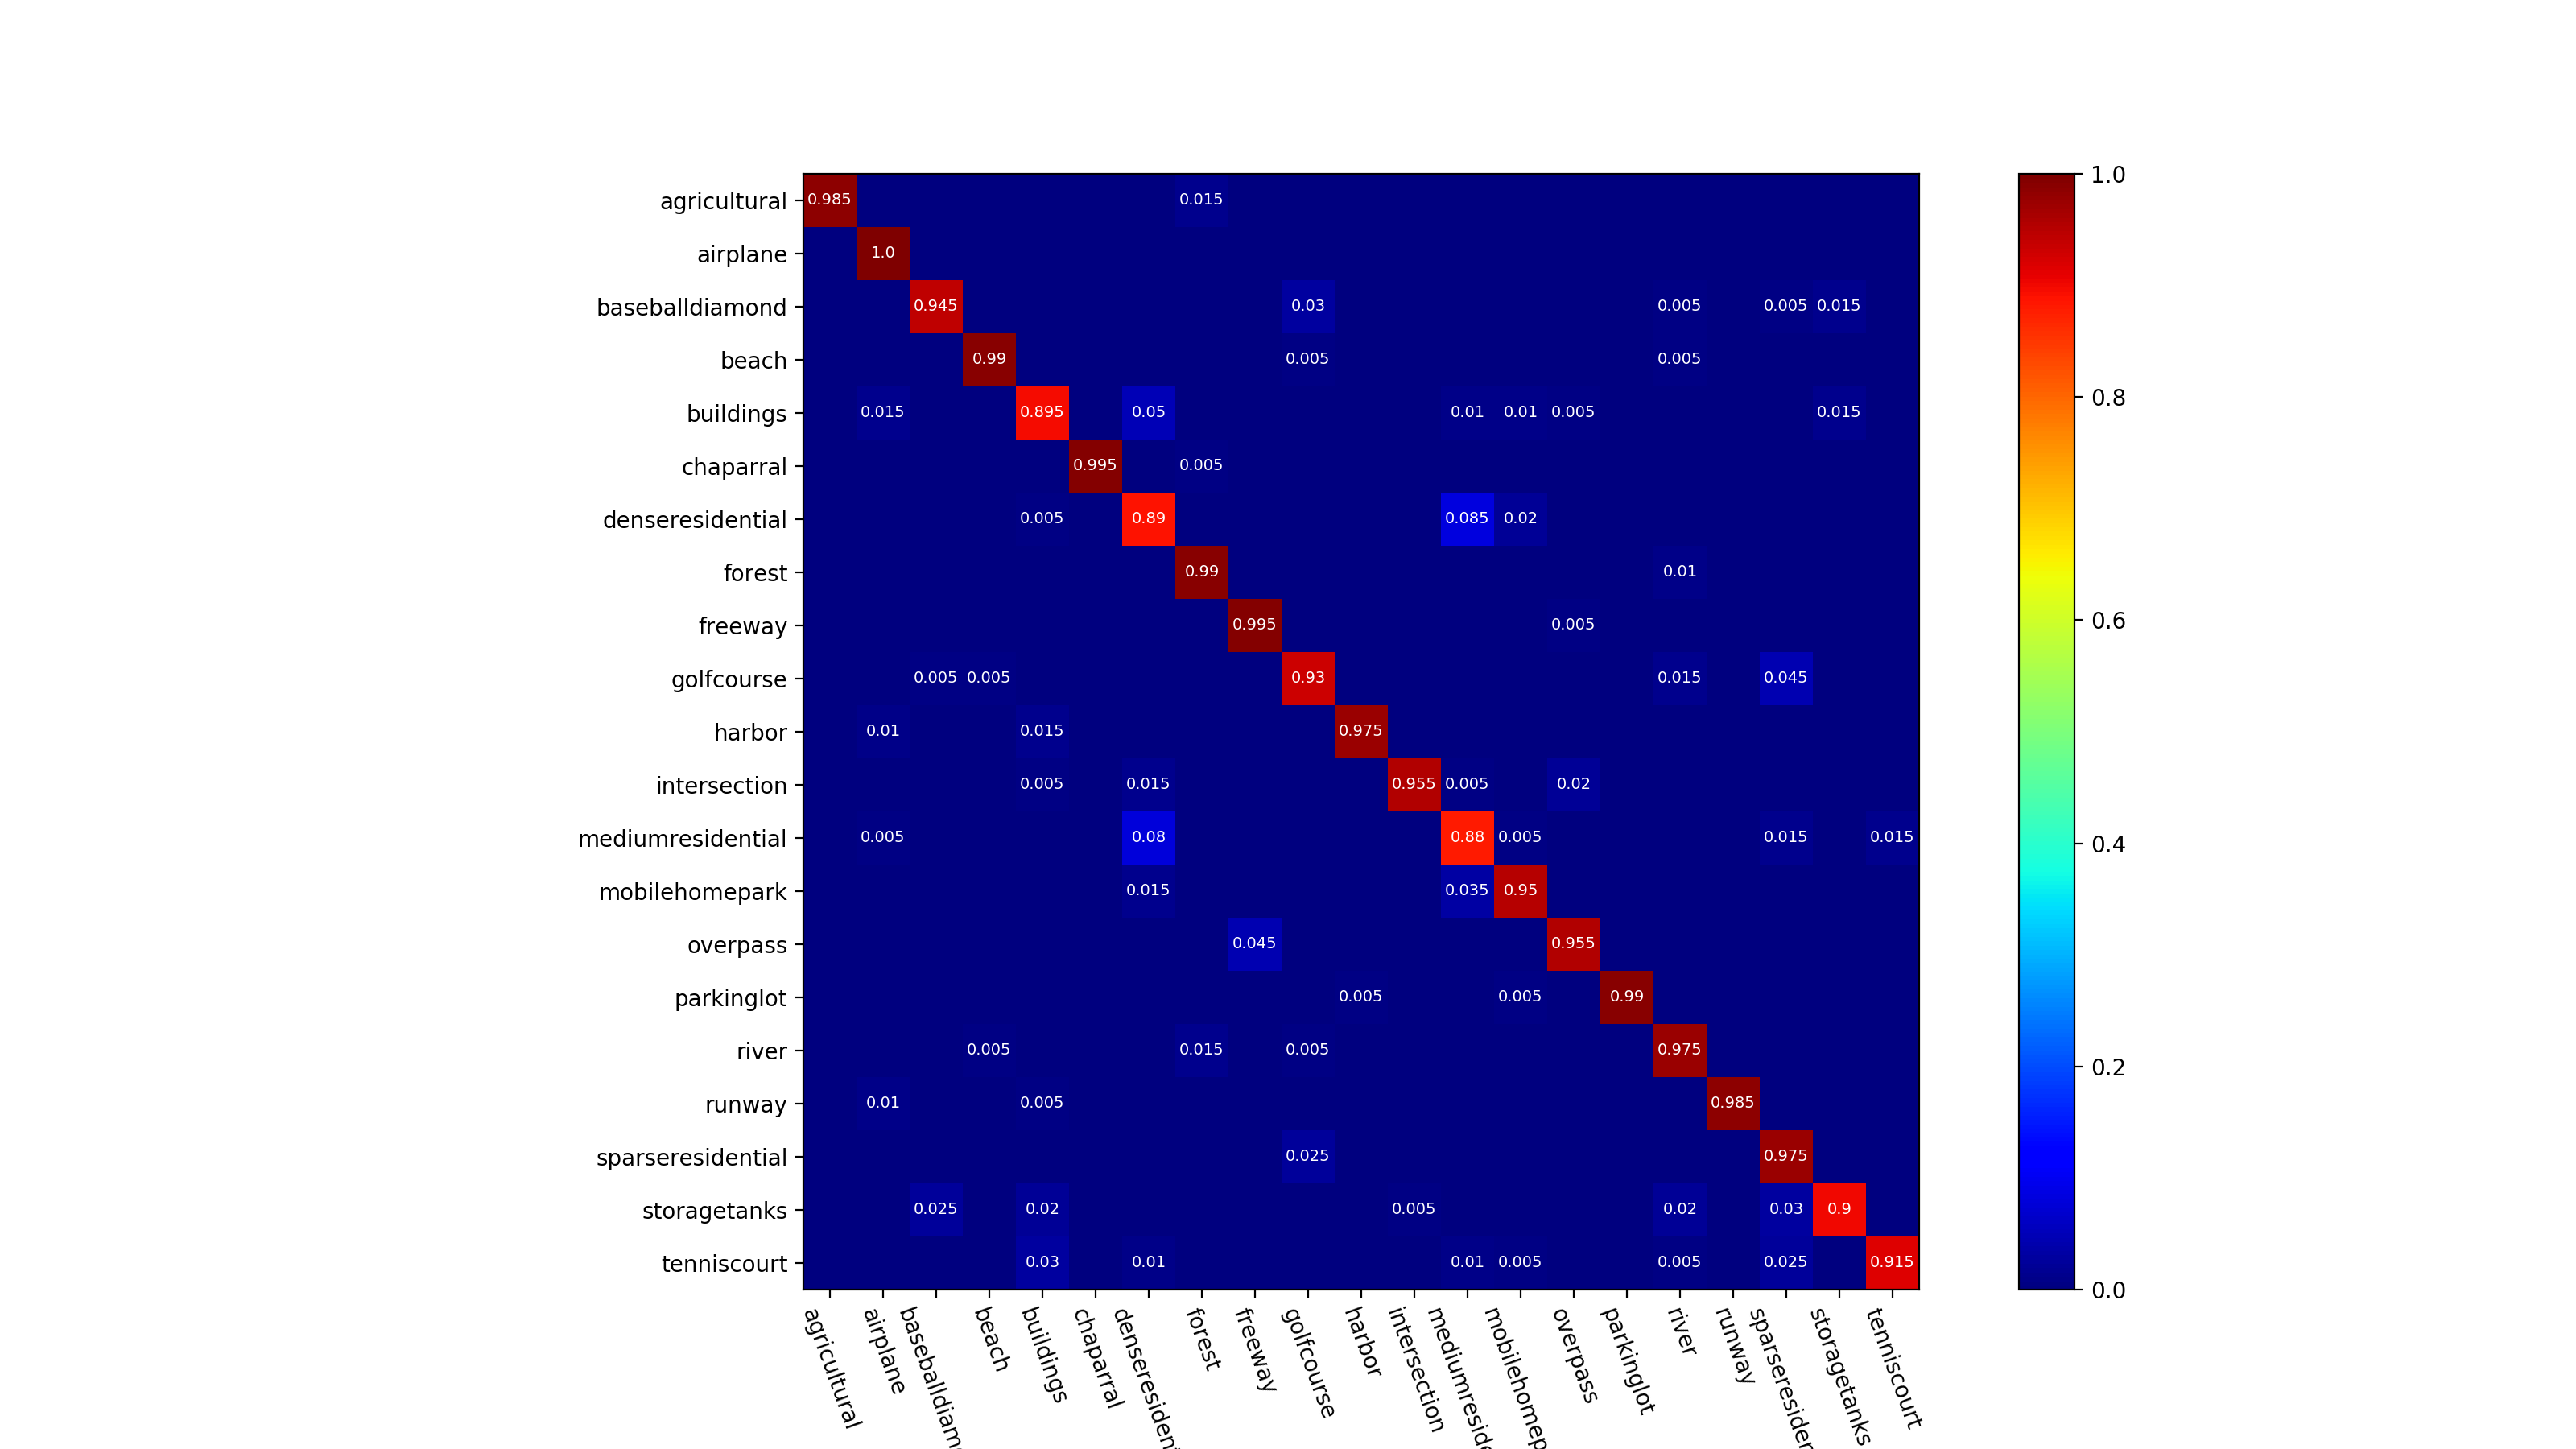 1.0
agricultural 0.985 0.015
airplane 1.0
baseballdiamond 0.945 0.03 0.005 0.005 0.015
beach 0.99 0.005 0.005
0.8
buildings 0.015 0.895 0.05 0.01 0.01 0.005 0.015
chaparral 0.995 0.005
denseresidential 0.005 0.89 0.085 0.02
forest 0.99 0.01
0.6
freeway 0.995 0.005
golfcourse 0.005 0.005 0.93 0.015 0.045
harbor 0.01 0.015 0.975
intersection 0.005 0.015 0.955 0.005 0.02
mediumresidential 0.005 0.08 0.88 0.005 0.015 0.015
0.4
mobilehomepark 0.015 0.035 0.95
overpass 0.045 0.955
parkinglot 0.005 0.005 0.99
river 0.005 0.015 0.005 0.975
0.2
runway 0.01 0.005 0.985
sparseresidential 0.025 0.975
storagetanks 0.025 0.02 0.005 0.02 0.03 0.9
tenniscourt 0.03 0.01 0.01 0.005 0.005 0.025 0.915
0.0
agricultural
airplane
baseballdiam
beach
buildings
chaparral
denseresident
forest
freeway
golfcourse
harbor
intersection
mediumreside
mobilehomep
overpass
parkinglot
river
runway
sparseresiden
storagetanks
tenniscourt